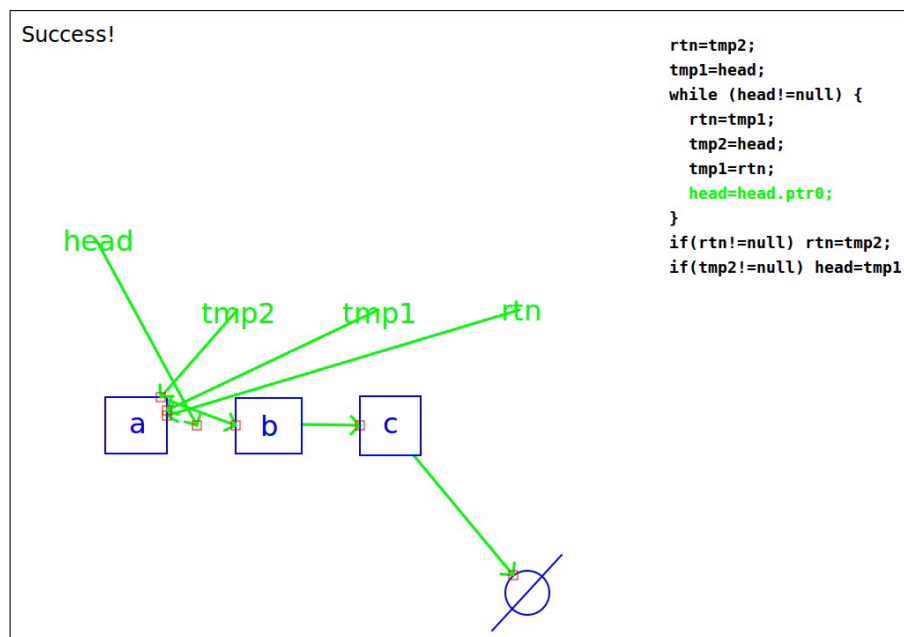 Success!
rtn=tmp2;
tmp1=head;
while (head!=null) {
rtn=tmp1;
tmp2=head;
tmp1=rtn;
head=head.ptr0;
}
if(rtn!=null) rtn=tmp2;
if(tmp2!=null) head=tmp1
head
tmp2 tmp1 rtn
a b c